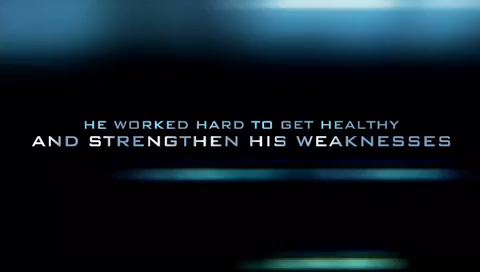 HE WORKED HARD TO GET HEALTHY
AND STRENGTHEN HIS WEAKNESSES